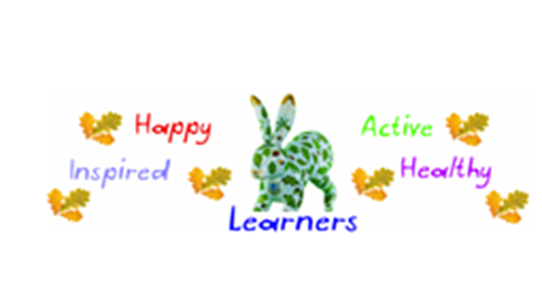 Happy
Active
Inspired
Healthy
Learners